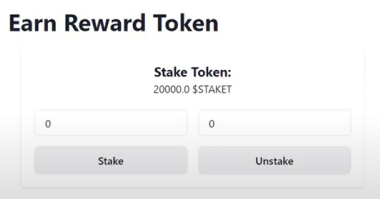 Earn Reward Token
Stake Token:
20000.0 $STAKET
0 0
Stake Unstake